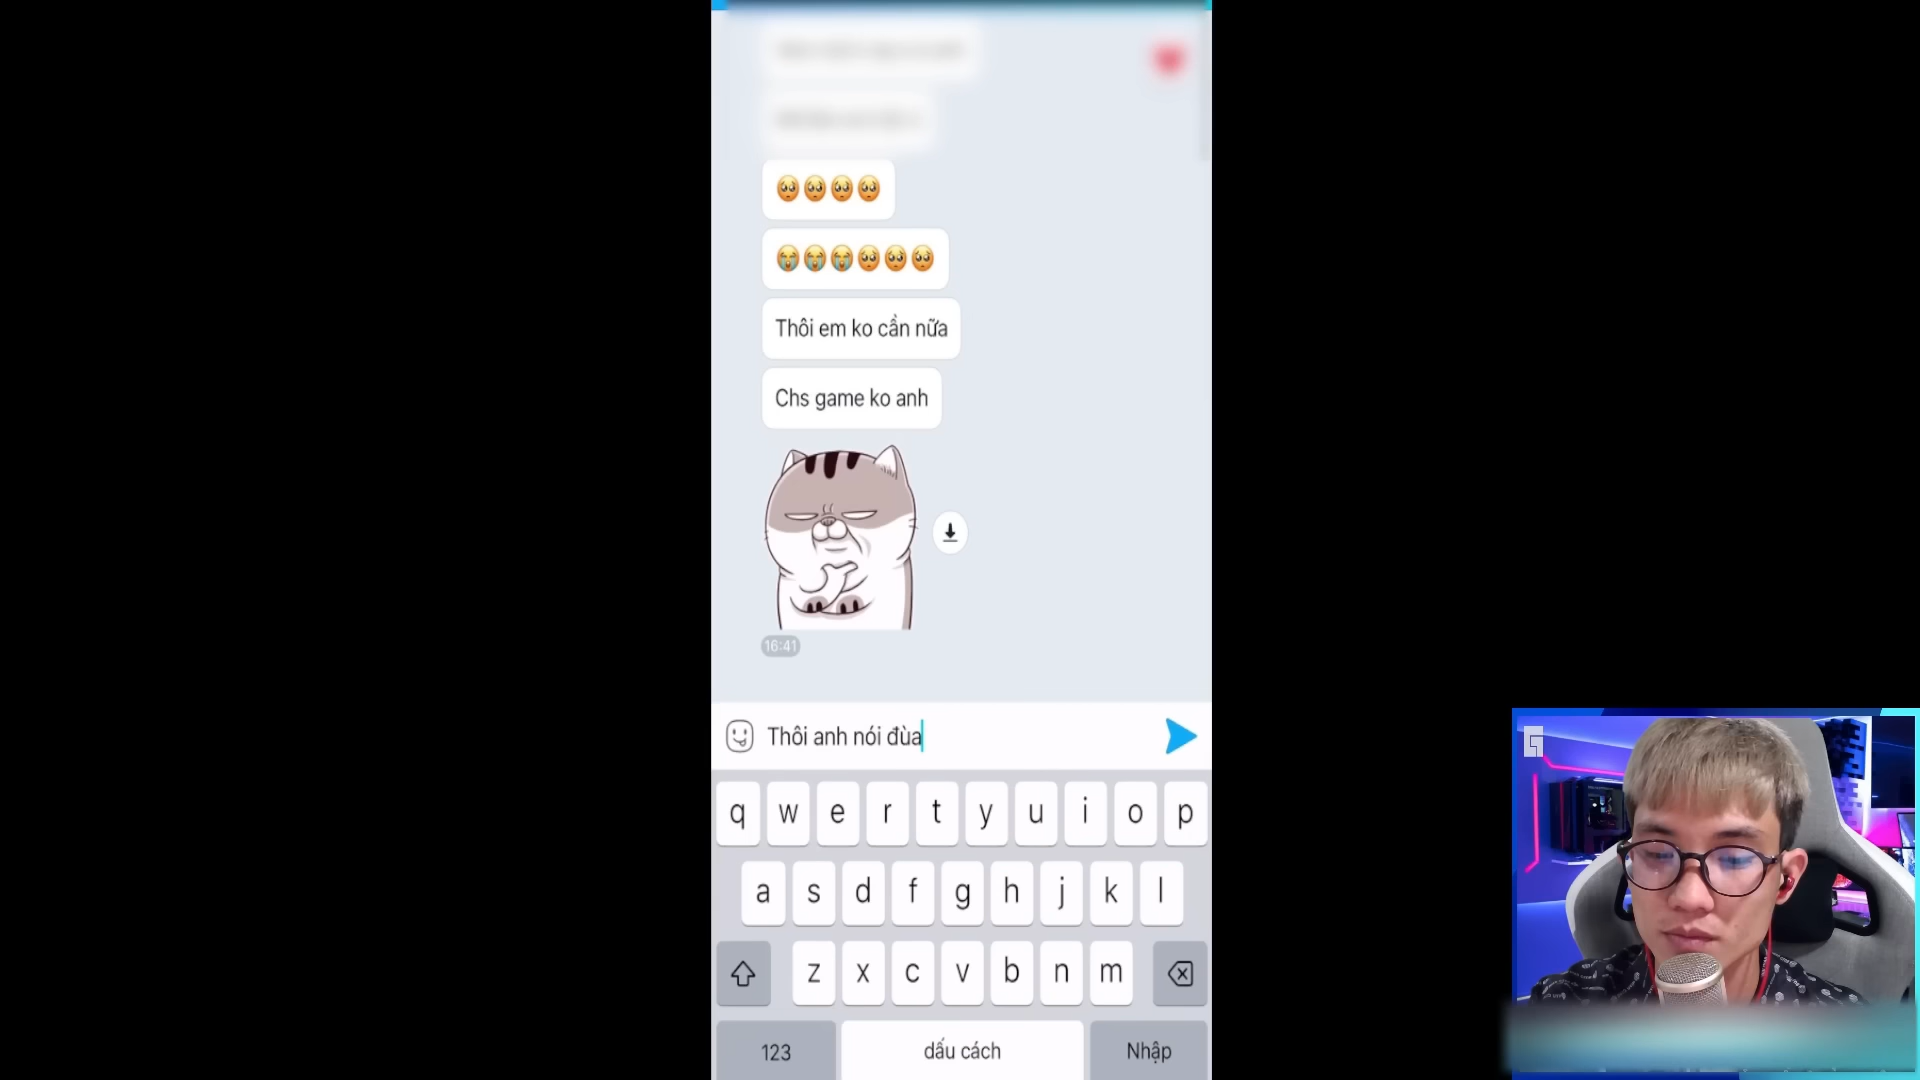 Thôi em ko cần nữa
Chs game ko anh
16:41
Thôi anh nói đùa
q w e r t y u i o p
a s d f g h j k l
z x c v b n m
123 dấu cách Nhập